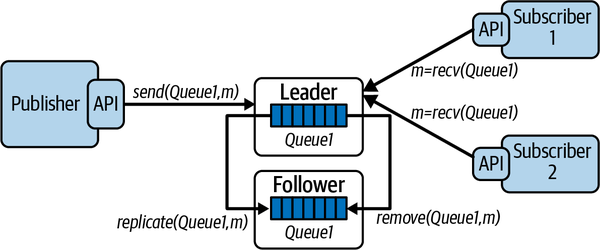 Publisher
API
send(Queue1,m)
Leader
Queue1
Follower
Queue1
replicate(Queue1,m)
remove(Queue1,m)
m=recv(Queue1)
m=recv(Queue1)
API
Subscriber
1
API
Subscriber
2